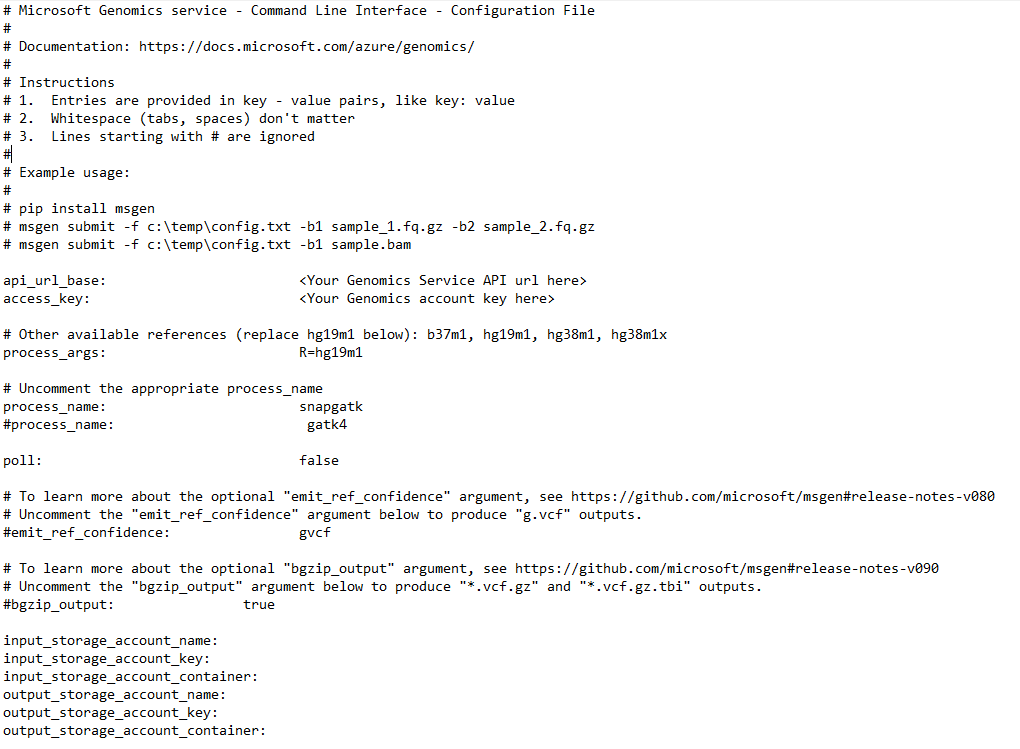 # Microsoft Genomics service - Command Line Interface - Configuration File
#
# Documentation: https://docs.microsoft.com/azure/genomics/
#
# Instructions
# 1.  Entries are provided in key - value pairs, like key: value
# 2.  Whitespace (tabs, spaces) don't matter
# 3.  Lines starting with # are ignored
#
# Example usage:
#
# pip install msgen
# msgen submit -f c:\temp\config.txt -b1 sample_1.fq.gz -b2 sample_2.fq.gz
# msgen submit -f c:\temp\config.txt -b1 sample.bam

api_url_base:                        <Your Genomics Service API url here>
access_key:                          <Your Genomics account key here>

# Other available references (replace hg19m1 below): b37m1, hg19m1, hg38m1, hg38m1x
process_args:                        R=hg19m1

# Uncomment the appropriate process_name
process_name:                        snapgatk
#process_name:                        gatk4

poll:                                false

# To learn more about the optional "emit_ref_confidence" argument, see https://github.com/microsoft/msgen#release-notes-v080
# Uncomment the "emit_ref_confidence" argument below to produce "g.vcf" outputs.
#emit_ref_confidence:                gvcf

# To learn more about the optional "bgzip_output" argument, see https://github.com/microsoft/msgen#release-notes-v090
# Uncomment the "bgzip_output" argument below to produce "*.vcf.gz" and "*.vcf.gz.tbi" outputs.
#bgzip_output:                true

input_storage_account_name:
input_storage_account_key:
input_storage_account_container:
output_storage_account_name:
output_storage_account_key:
output_storage_account_container: